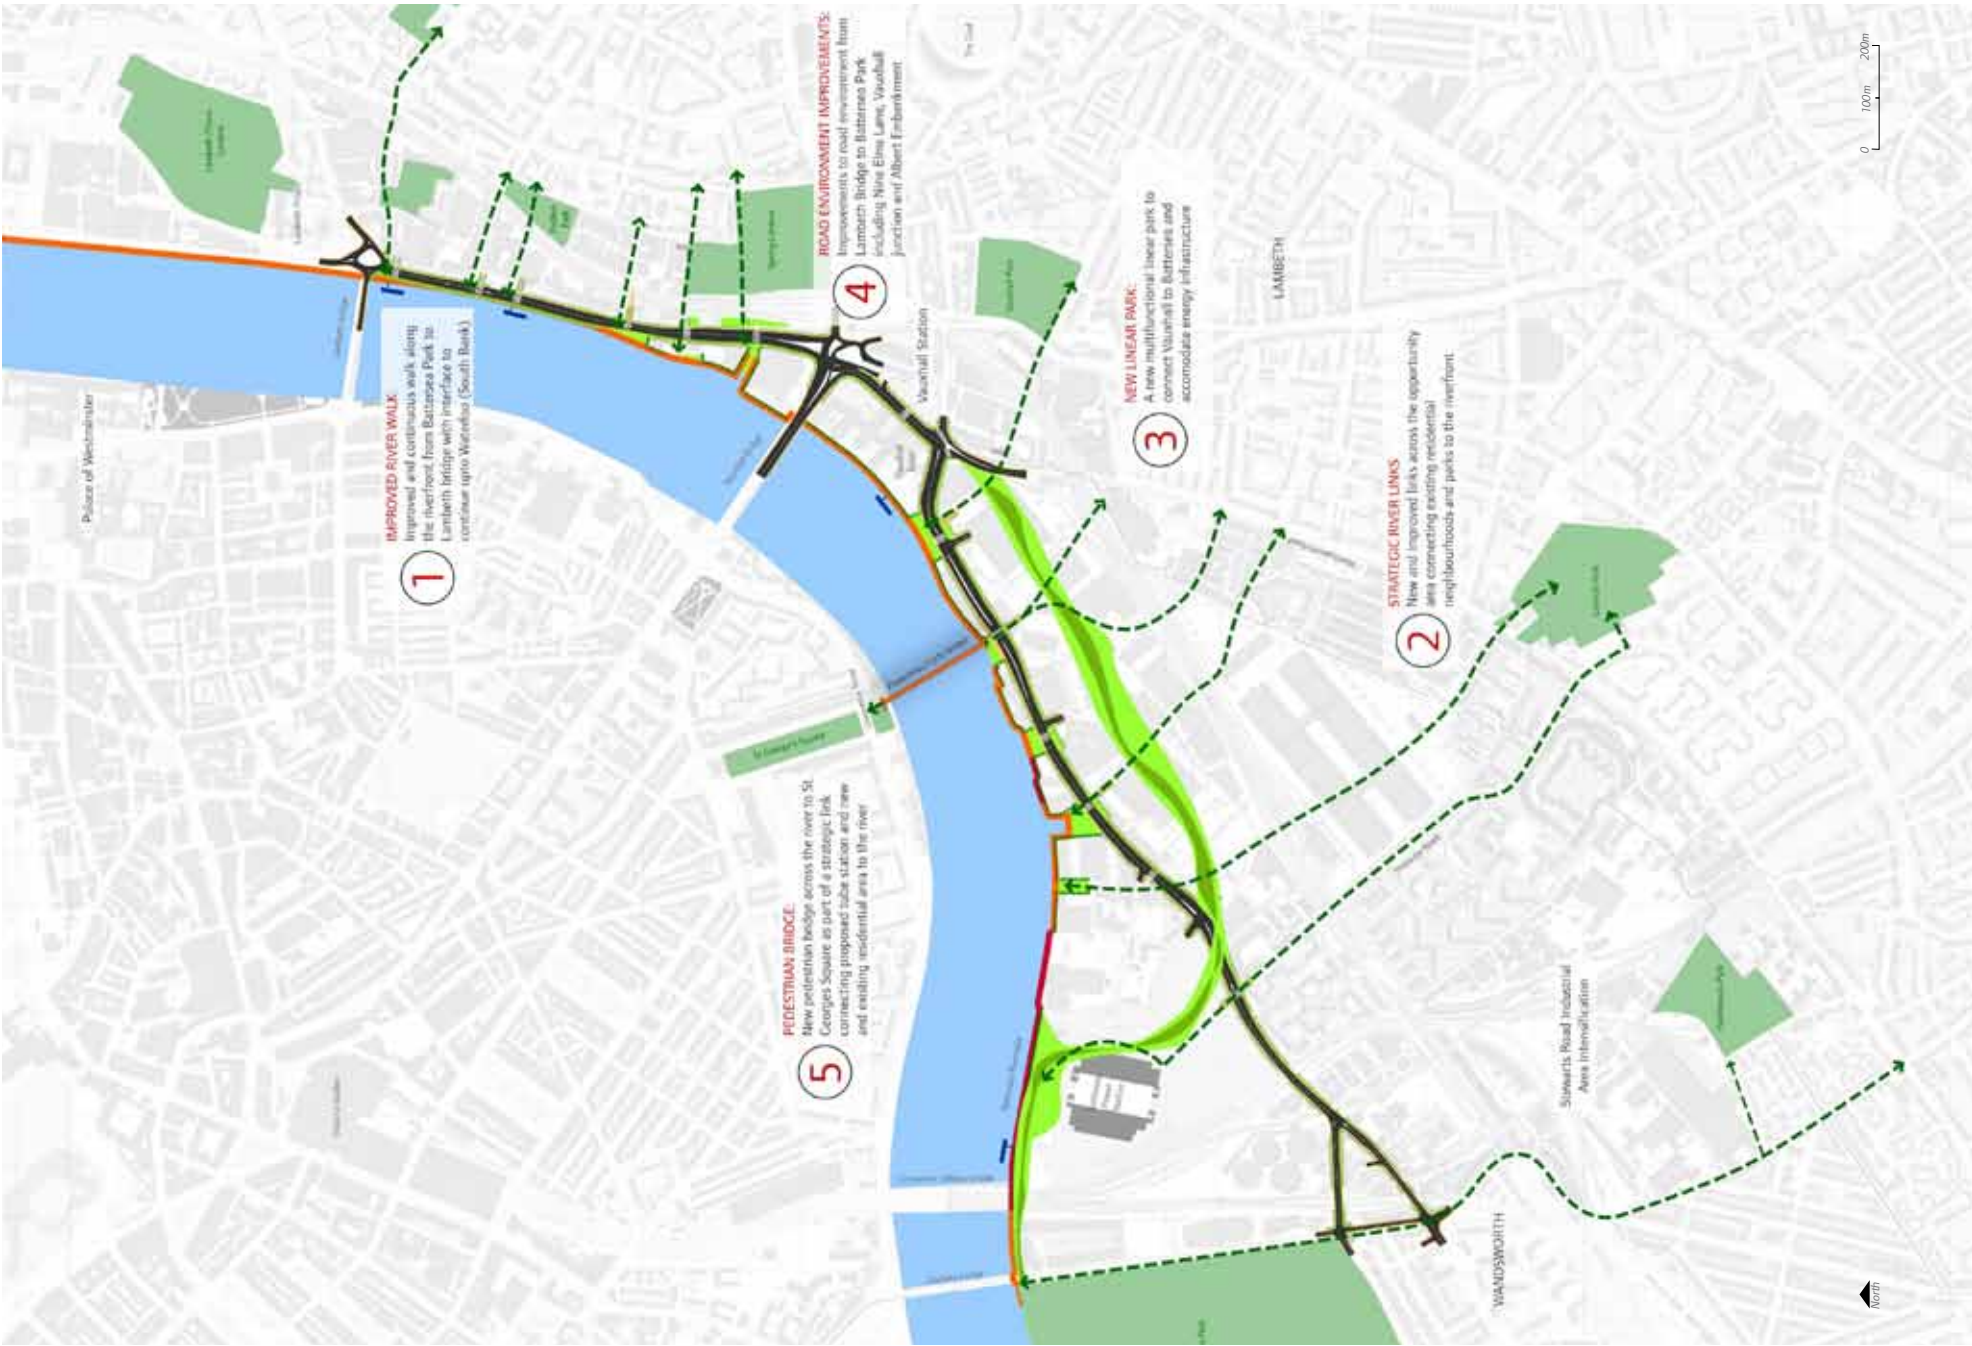 Palace of Westminster
1
IMPROVED RIVER WALK
Improved and continuous walk along
the riverfront from Battersea Park to
Lambeth bridge with interface to
continue upto Waterloo (South Bank)
5
PEDESTRIAN BRIDGE:
New pedestrian bridge across the river to St
Georges Square as part of a strategic link
connecting proposed tube station and new
and existing residential area to the river
St George's Square
4
ROAD ENVIRONMENT IMPROVEMENTS:
Improvements to road environment from
Lambeth Bridge to Battersea Park
including Nine Elms Lane, Vauxhall
junction and Albert Embankment
Vauxhall Station
3
NEW LINEAR PARK:
A new multifunctional linear park to
connect Vauxhall to Battersea and
accomodate energy infrastructure
LAMBETH
2
STRATEGIC RIVER LINKS
New and improved links across the opportunity
area connecting existing residential
neighbourhoods and parks to the riverfront
Stewarts Road Industrial
Area Intensification
WANDSWORTH
North
0 100m 200m